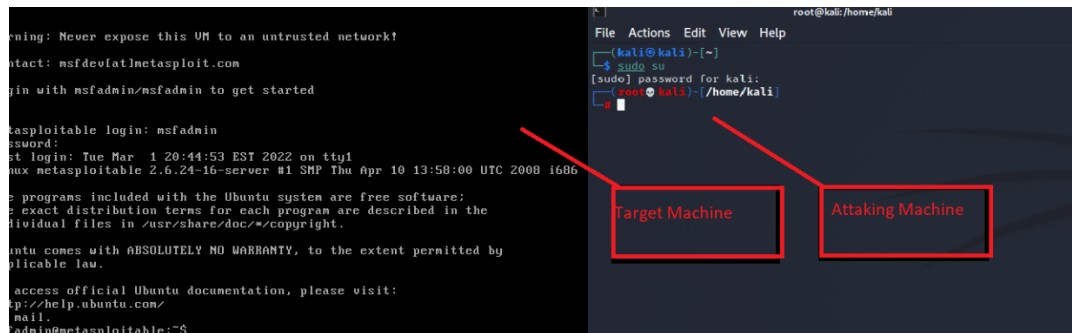 rning: Never expose this VM to an untrusted network!
ntact: msfdev[at]metasploit.com
gin with msfadmin/msfadmin to get started
tasploitable login: msfadmin
ssword:
st login: Tue Mar  1 20:44:53 EST 2022 on tty1
nux metasploitable 2.6.24-16-server #1 SMP Thu Apr 10 13:58:00 UTC 2008 i686
e programs included with the Ubuntu system are free software;
e exact distribution terms for each program are described in the
dividual files in /usr/share/doc/*/copyright.
untu comes with ABSOLUTELY NO WARRANTY, to the extent permitted by
plicable law.
access official Ubuntu documentation, please visit:
tp://help.ubuntu.com/
mail.
fadmin@metasploitable:~$
root@kali:/home/kali
File Actions Edit View Help
(kali㉿kali)-[~]
$ sudo su
[sudo] password for kali:
(root💀kali)-[/home/kali]
#
Target Machine
Attaking Machine